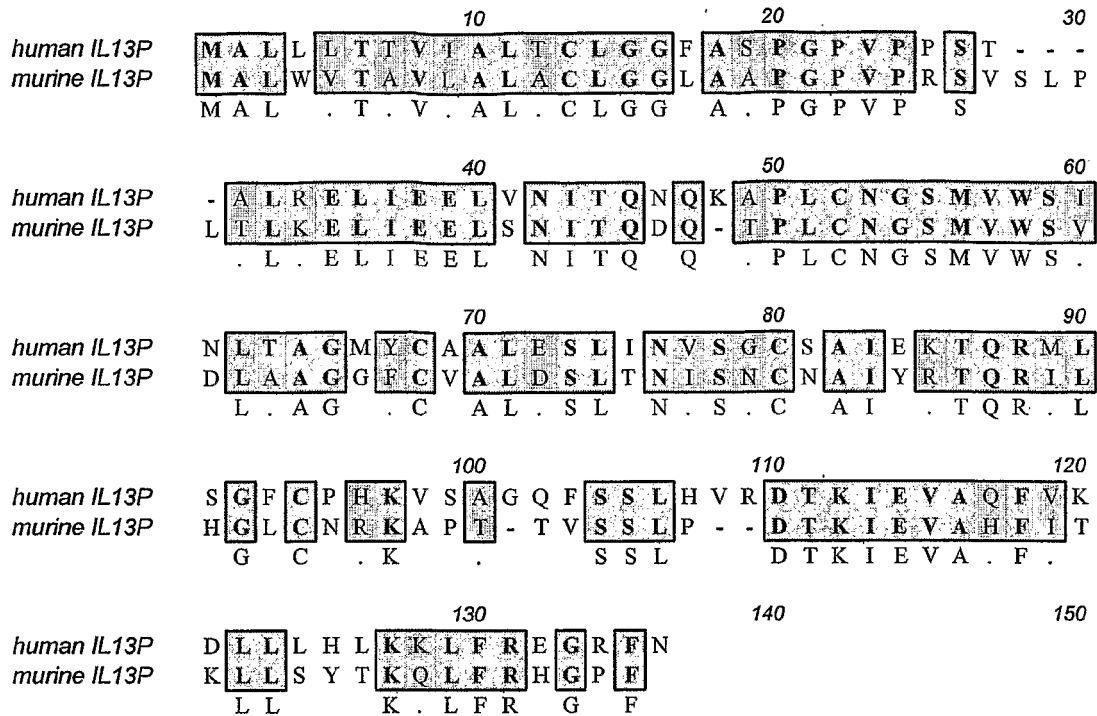 10 20 30
human IL13P M A L L L T T V I A L T C L G G F A S P G P V P P S T - - -
murine IL13P M A L W V T A V L A L A C L G G L A A P G P V P R S V S L P
M A L . T . V . A L . C L G G A . P G P V P S
40 50 60
human IL13P - A L R E L I E E L V N I T Q N Q K A P L C N G S M V W S I
murine IL13P L T L K E L I E E L S N I T Q D Q - T P L C N G S M V W S V
. L . E L I E E L N I T Q Q . P L C N G S M V W S .
70 80 90
human IL13P N L T A G M Y C A A L E S L I N V S G C S A I E K T Q R M L
murine IL13P D L A A G G F C V A L D S L T N I S N C N A I Y R T Q R I L
L . A G . C A L . S L N . S . C A I . T Q R . L
100 110 120
human IL13P S G F C P H K V S A G Q F S S L H V R D T K I E V A Q F V K
murine IL13P H G L C N R K A P T - T V S S L P - - D T K I E V A H F I T
G C . K . S S L D T K I E V A . F .
130 140 150
human IL13P D L L L H L K K L F R E G R F N
murine IL13P K L L S Y T K Q L F R H G P F
L L K . L F R G F